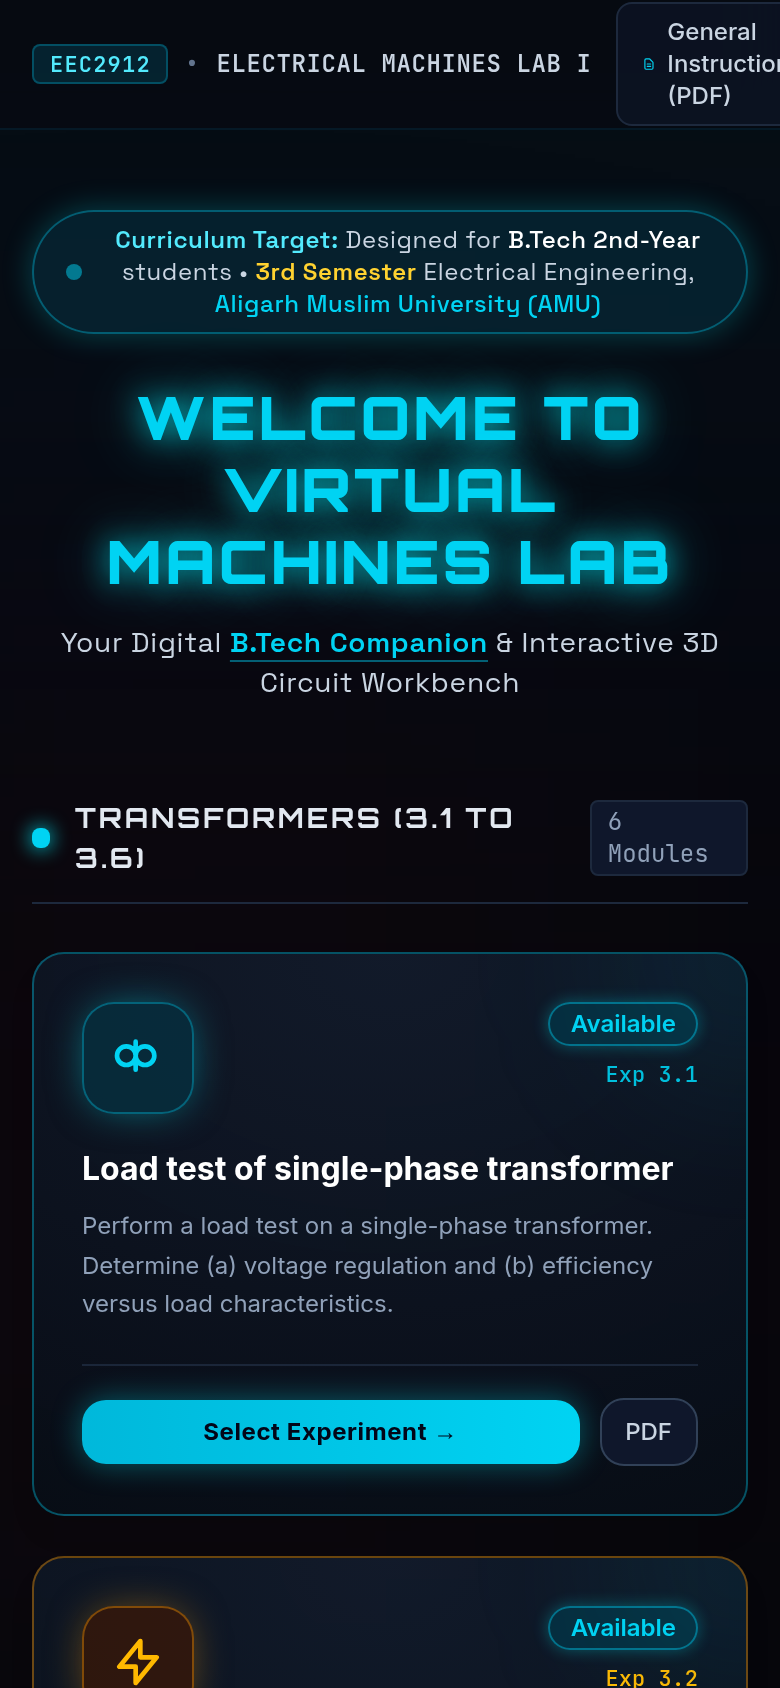 EEC2912 • ELECTRICAL MACHINES LAB I
General
Instruction
(PDF)
Curriculum Target: Designed for B.Tech 2nd-Year
students • 3rd Semester Electrical Engineering,
Aligarh Muslim University (AMU)
WELCOME TO
VIRTUAL
MACHINES LAB
Your Digital B.Tech Companion & Interactive 3D
Circuit Workbench
TRANSFORMERS (3.1 TO
3.6)
6
Modules
Available
Exp 3.1
Load test of single-phase transformer
Perform a load test on a single-phase transformer.
Determine (a) voltage regulation and (b) efficiency
versus load characteristics.
Select Experiment →
PDF
Available
Exp 3.2